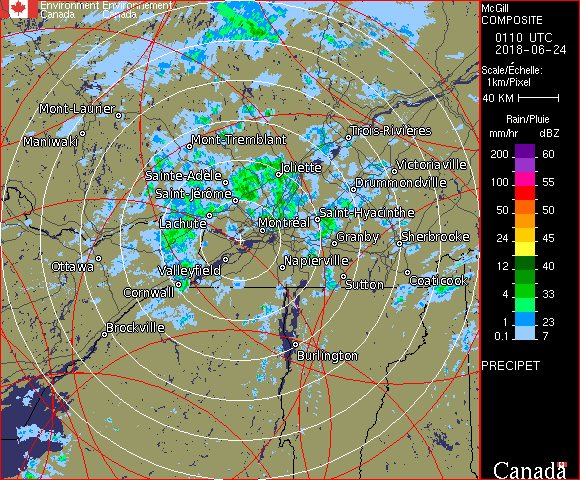 Environment Environnement
Canada Canada
Mont-Laurier
Maniwaki
Mont-Tremblant
Trois-Rivières
Joliette
Victoriaville
Sainte-Adèle
Drummondville
Saint-Jérôme
Lachute
Montréal
Saint-Hyacinthe
Granby
Sherbrooke
Ottawa
Valleyfield
Napierville
Cornwall
Sutton
Coaticook
Brockville
Burlington
McGill
COMPOSITE
0110 UTC
2018-06-24
Scale/Échelle:
1km/Pixel
40 KM
Rain/Pluie
mm/hr dBZ
200 60
100 55
50 50
24 45
12 40
4 33
1 23
0.1 7
PRECIPET
Canada